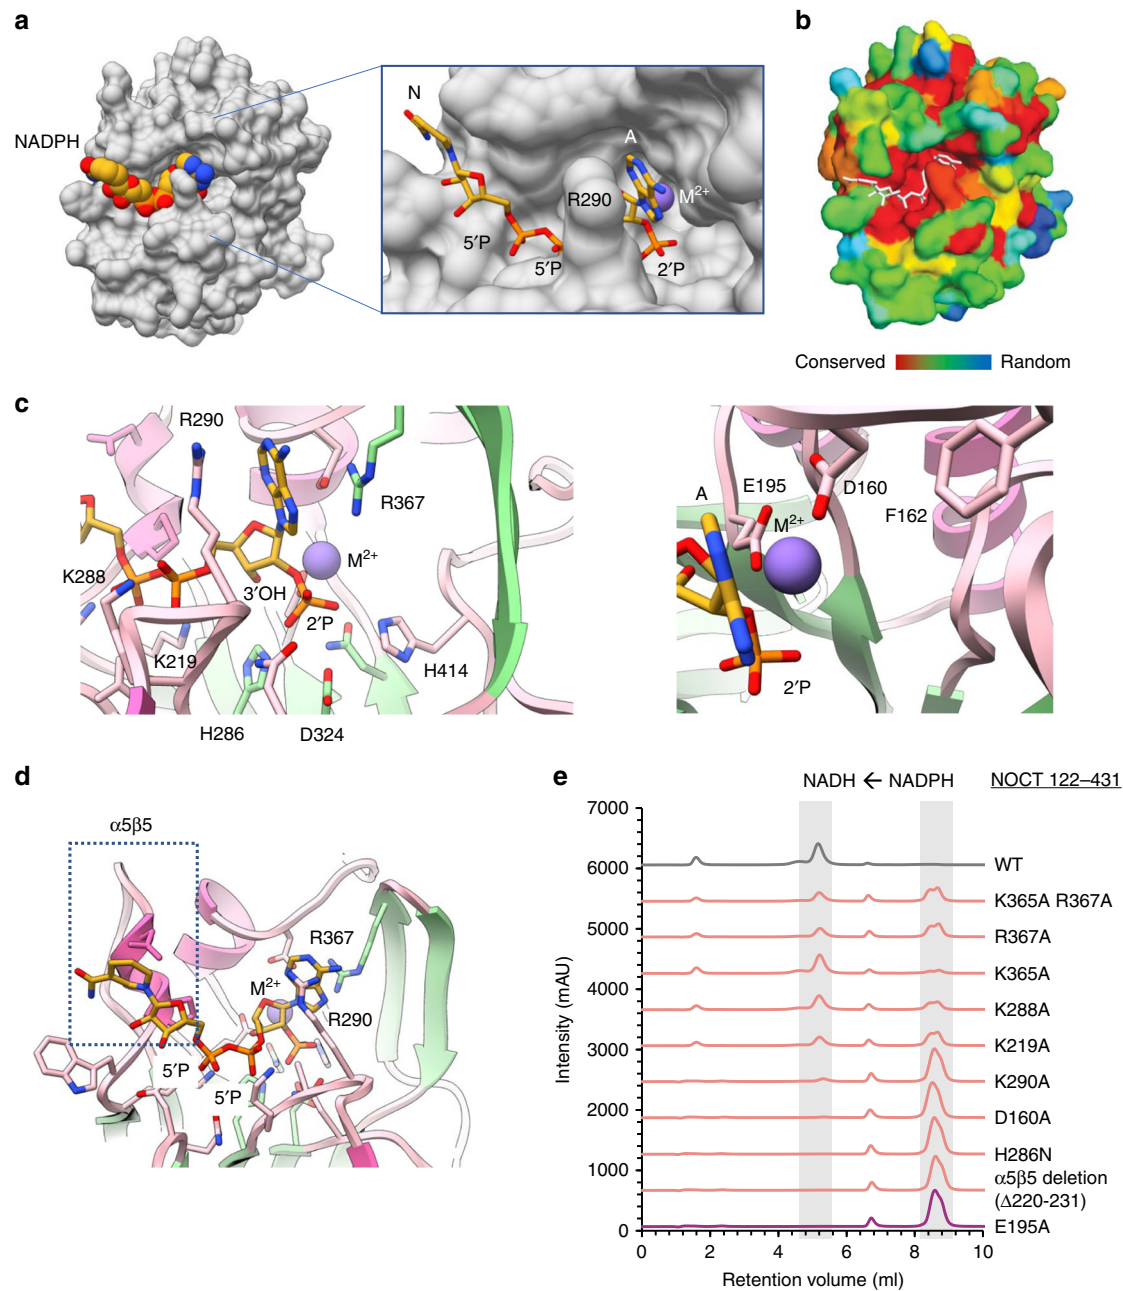 a
NADPH
N
A
R290
M2+
5′P
5′P
2′P
b
Conserved
Random
c
R290
R367
M2+
K288
3′OH
2′P
K219
H414
H286
D324
A
E195
D160
M2+
F162
2′P
d
α5β5
R367
M2+
R290
5′P
5′P
e
NADH ← NADPH
NOCT 122–431
7000
6000
5000
4000
3000
2000
1000
0
Intensity (mAU)
WT
K365A R367A
R367A
K365A
K288A
K219A
K290A
D160A
H286N
α5β5 deletion
(Δ220-231)
E195A
0 2 4 6 8 10
Retention volume (ml)